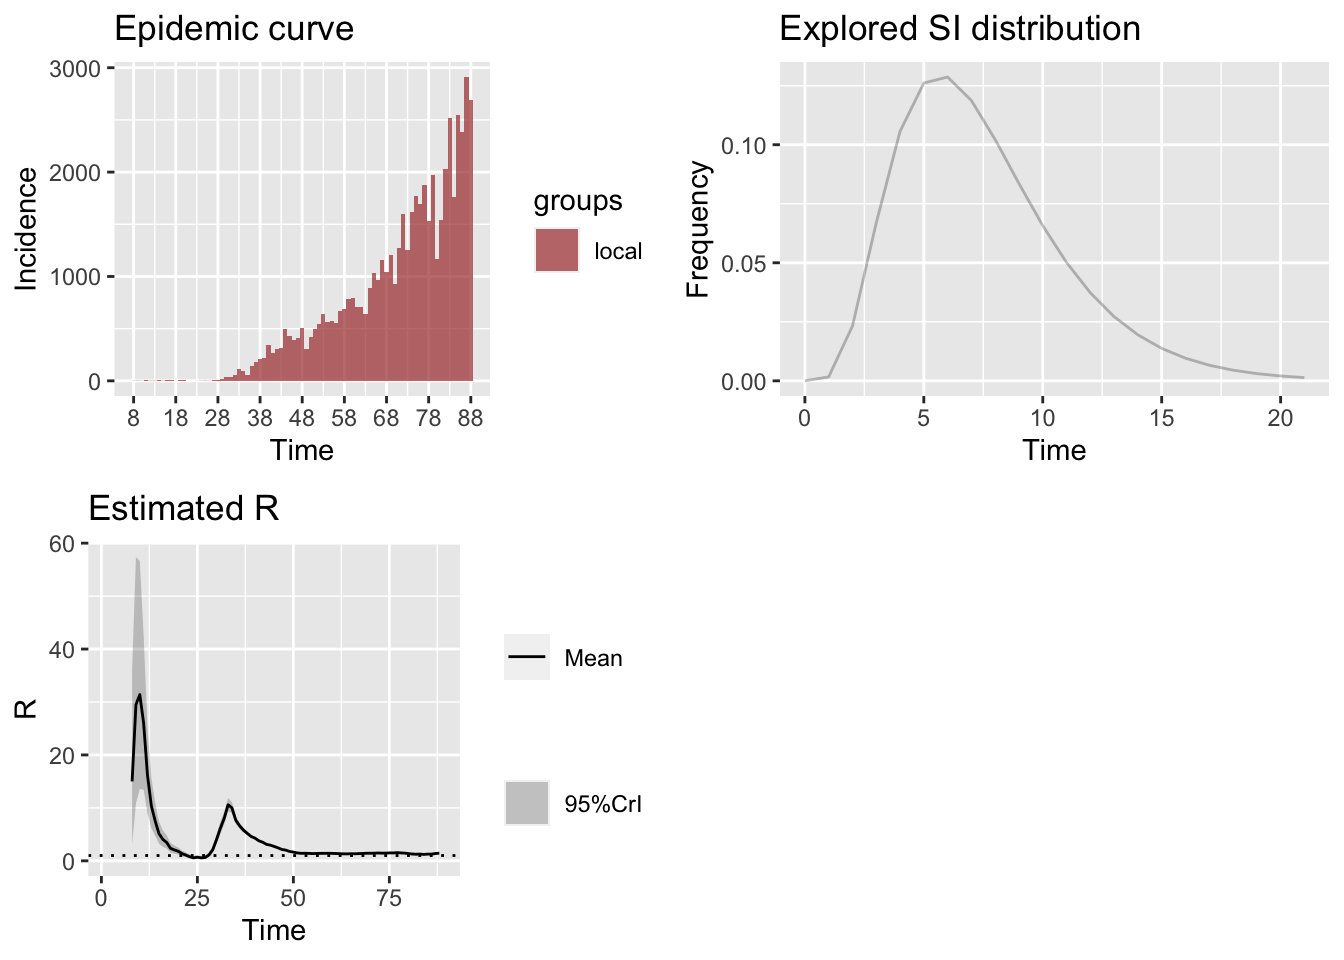 Epidemic curve
3000
2000
1000
0
Incidence
8 18 28 38 48 58 68 78 88
Time
groups
local
Explored SI distribution
0.10
0.05
0.00
Frequency
0 5 10 15 20
Time
Estimated R
60
40
20
0
R
0 25 50 75
Time
Mean
95%CrI